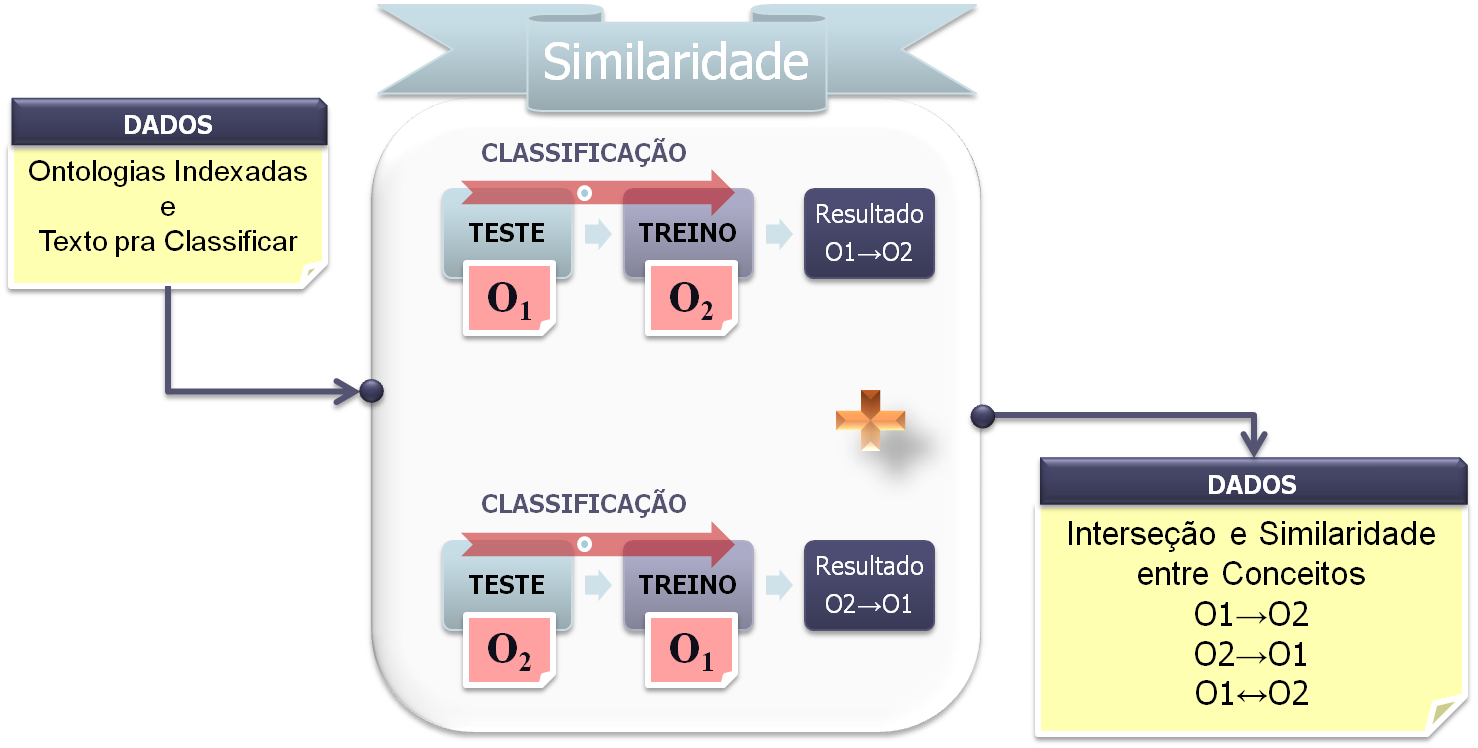 Similaridade
DADOS
Ontologias Indexadas
e
Texto pra Classificar
CLASSIFICAÇÃO
TESTE
TREINO
Resultado
O1→O2
O₁
O₂
CLASSIFICAÇÃO
TESTE
TREINO
Resultado
O2→O1
O₂
O₁
DADOS
Interseção e Similaridade
entre Conceitos
O1→O2
O2→O1
O1↔O2